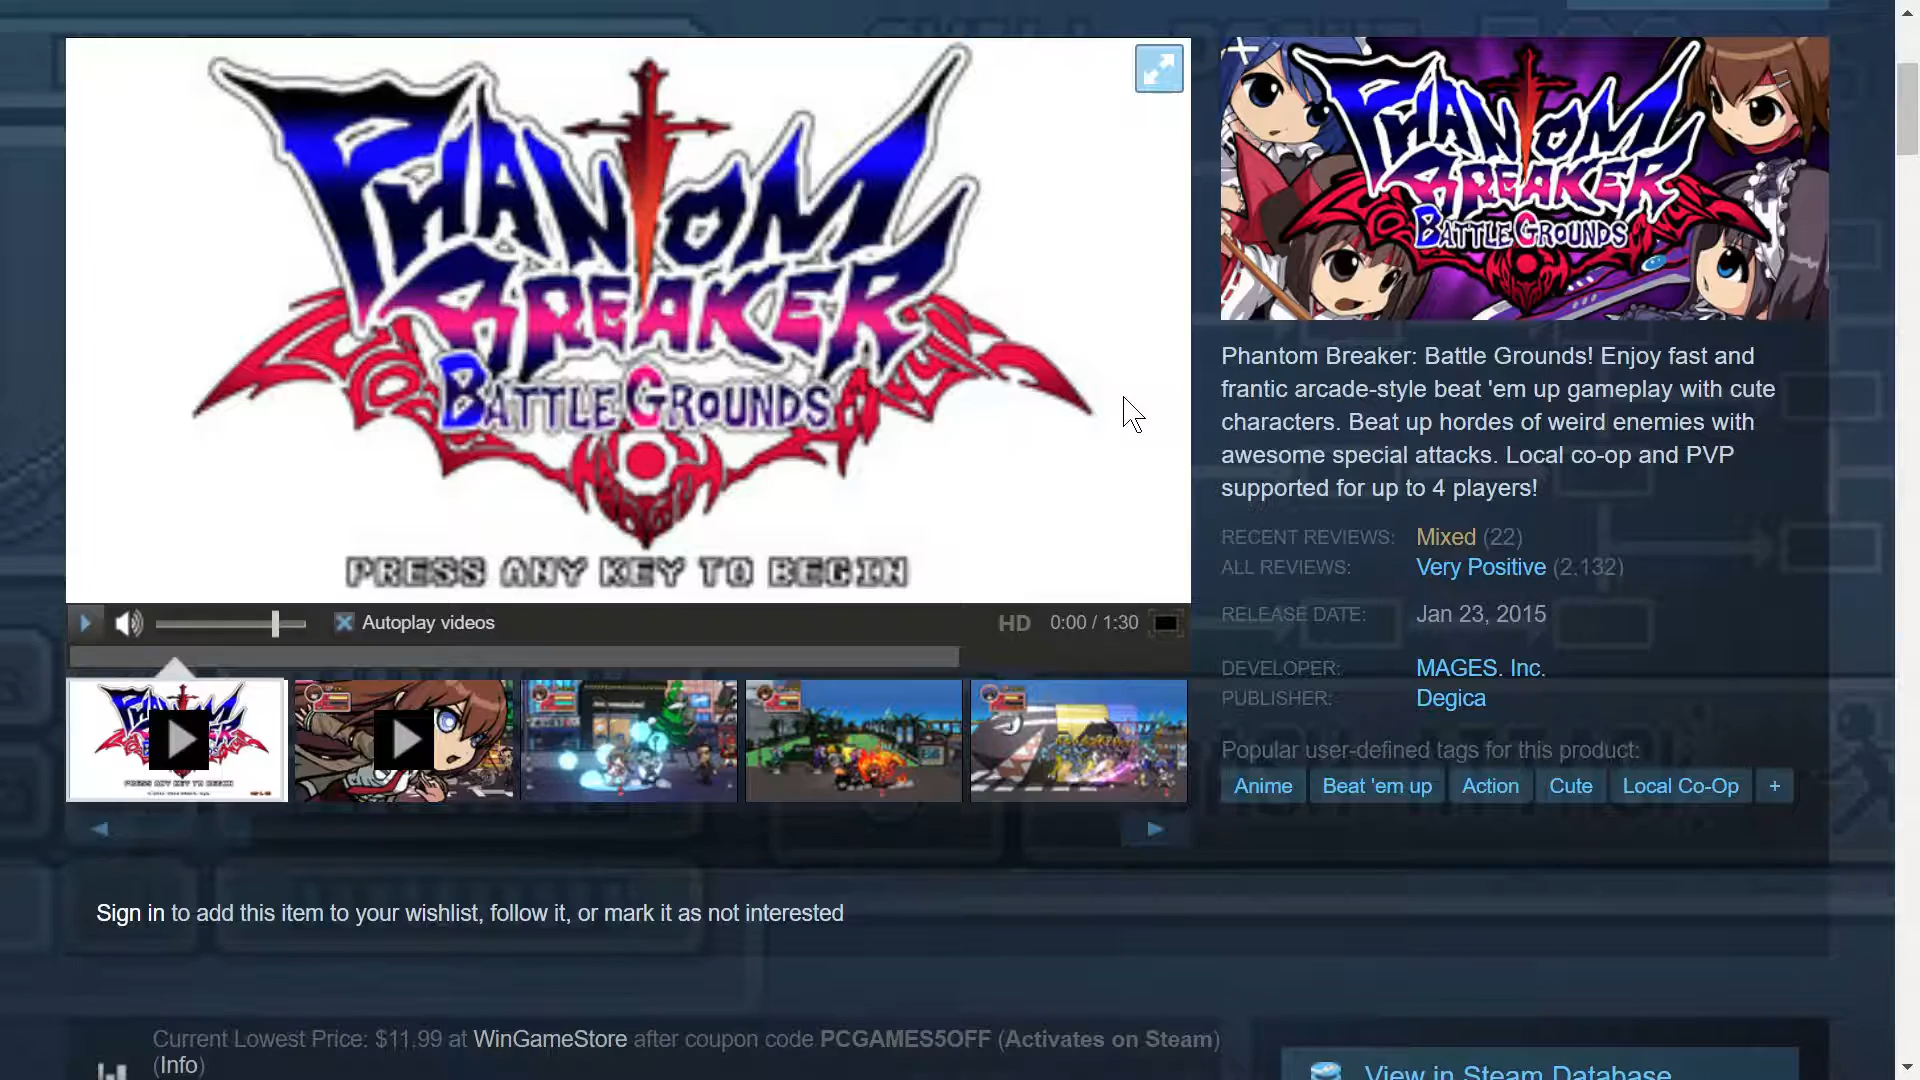 PHANTOM
BREAKER
BATTLE GROUNDS
PRESS ANY KEY TO BEGIN
PHANTOM
BREAKER
BATTLE GROUNDS
Phantom Breaker: Battle Grounds! Enjoy fast and
frantic arcade-style beat 'em up gameplay with cute
characters. Beat up hordes of weird enemies with
awesome special attacks. Local co-op and PVP
supported for up to 4 players!
RECENT REVIEWS: Mixed (22)
ALL REVIEWS: Very Positive (2,132)
RELEASE DATE: Jan 23, 2015
DEVELOPER: MAGES. Inc.
PUBLISHER: Degica
Popular user-defined tags for this product:
Anime Beat 'em up Action Cute Local Co-Op +
Autoplay videos HD 0:00 / 1:30
PRESS ANY KEY TO BEGIN
Sign in to add this item to your wishlist, follow it, or mark it as not interested
Current Lowest Price: $11.99 at WinGameStore after coupon code PCGAMES5OFF (Activates on Steam)
(Info)
View in Steam Database